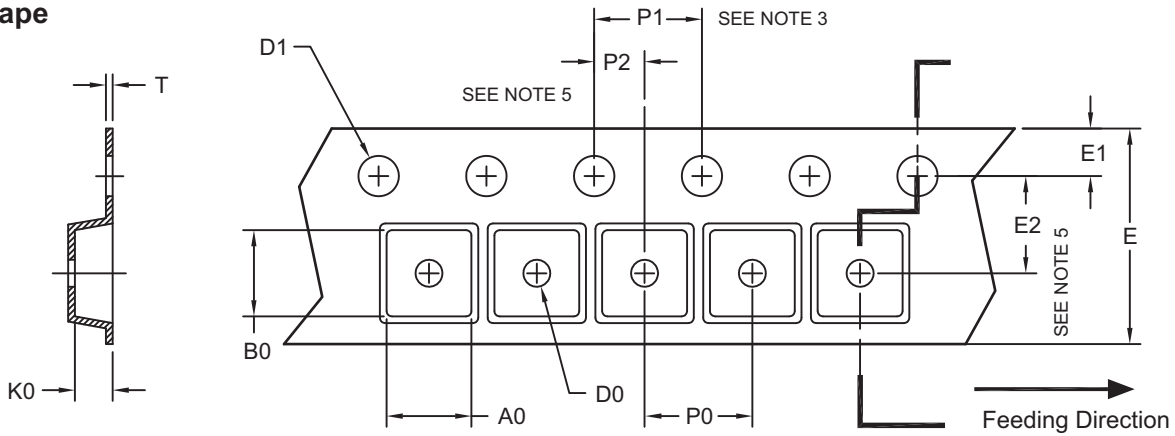 ape
P1
SEE NOTE 3
D1
P2
T
SEE NOTE 5
E1
E2
E
SEE NOTE 5
B0
K0
D0
A0
P0
Feeding Direction